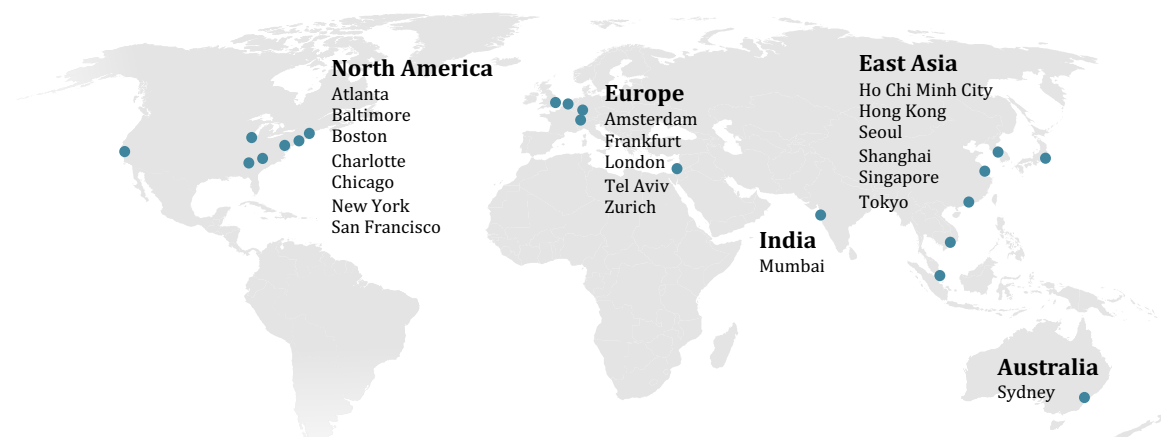 North America
Atlanta
Baltimore
Boston
Charlotte
Chicago
New York
San Francisco
Europe
Amsterdam
Frankfurt
London
Tel Aviv
Zurich
India
Mumbai
East Asia
Ho Chi Minh City
Hong Kong
Seoul
Shanghai
Singapore
Tokyo
Australia
Sydney